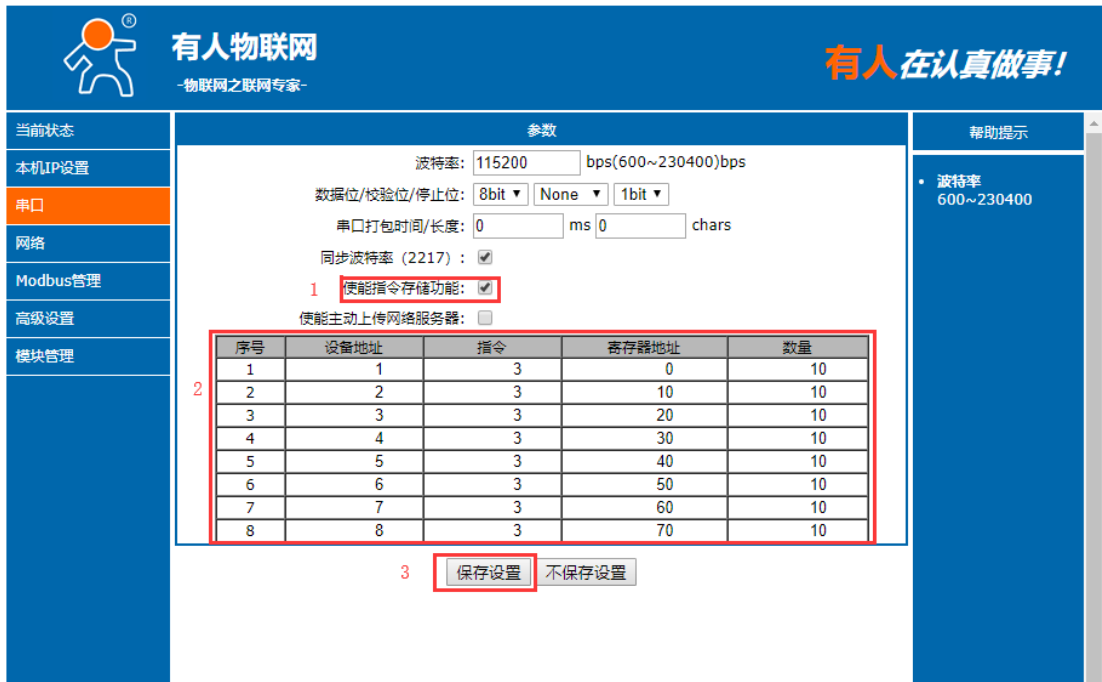 ®
有人物联网
-物联网之联网专家-
有人在认真做事!
当前状态
本机IP设置
串口
网络
Modbus管理
高级设置
模块管理
参数
波特率: 115200 bps(600~230400)bps
数据位/校验位/停止位: 8bit None 1bit
串口打包时间/长度: 0 ms 0 chars
同步波特率（2217）:
1 使能指令存储功能:
使能主动上传网络服务器:
2
序号 设备地址 指令 寄存器地址 数量
1 1 3 0 10
2 2 3 10 10
3 3 3 20 10
4 4 3 30 10
5 5 3 40 10
6 6 3 50 10
7 7 3 60 10
8 8 3 70 10
3 保存设置 不保存设置
帮助提示
• 波特率
600~230400